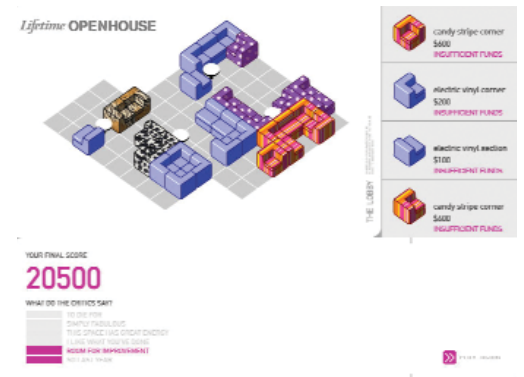 Lifetime OPENHOUSE
candy stripe corner
$600
INSUFFICIENT FUNDS
electric vinyl corner
$200
INSUFFICIENT FUNDS
electric vinyl section
$100
INSUFFICIENT FUNDS
candy stripe corner
$600
INSUFFICIENT FUNDS
THE LOBBY
YOUR FINAL SCORE
20500
WHAT DO THE CRITICS SAY?
TO DIE FOR
SIMPLY FABULOUS
THIS SPACE HAS GREAT ENERGY
I LIKE WHAT YOU'VE DONE
ROOM FOR IMPROVEMENT